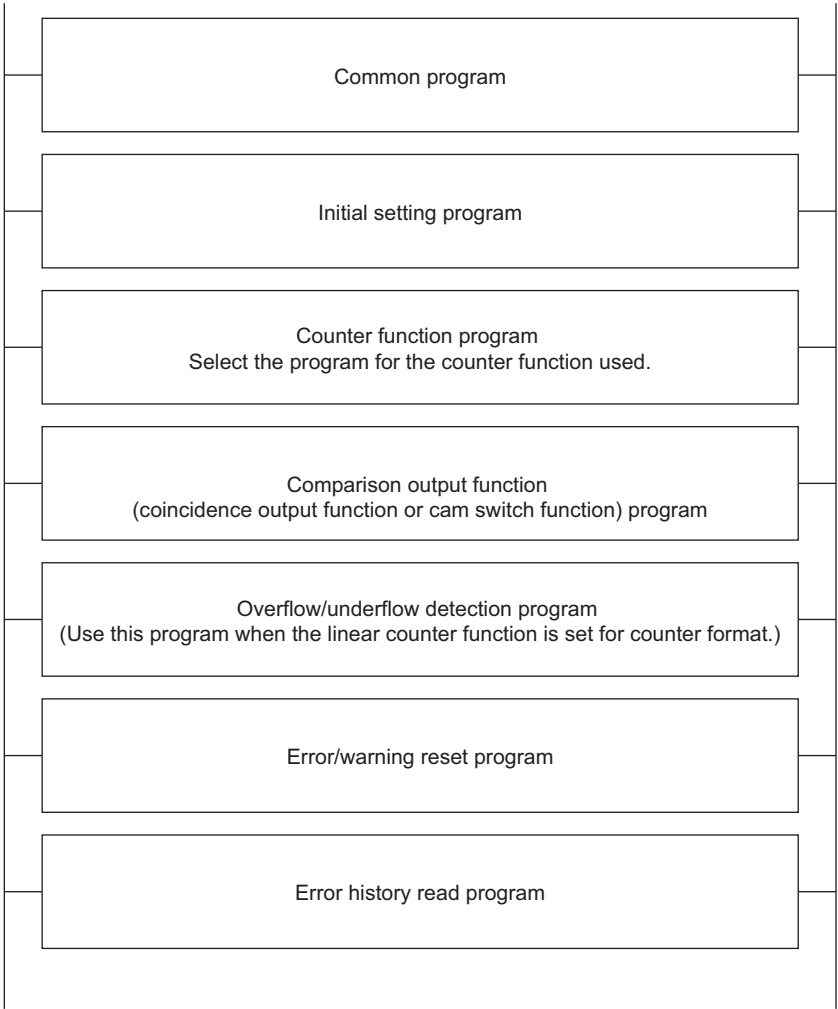 Common program
Initial setting program
Counter function program
Select the program for the counter function used.
Comparison output function
(coincidence output function or cam switch function) program
Overflow/underflow detection program
(Use this program when the linear counter function is set for counter format.)
Error/warning reset program
Error history read program